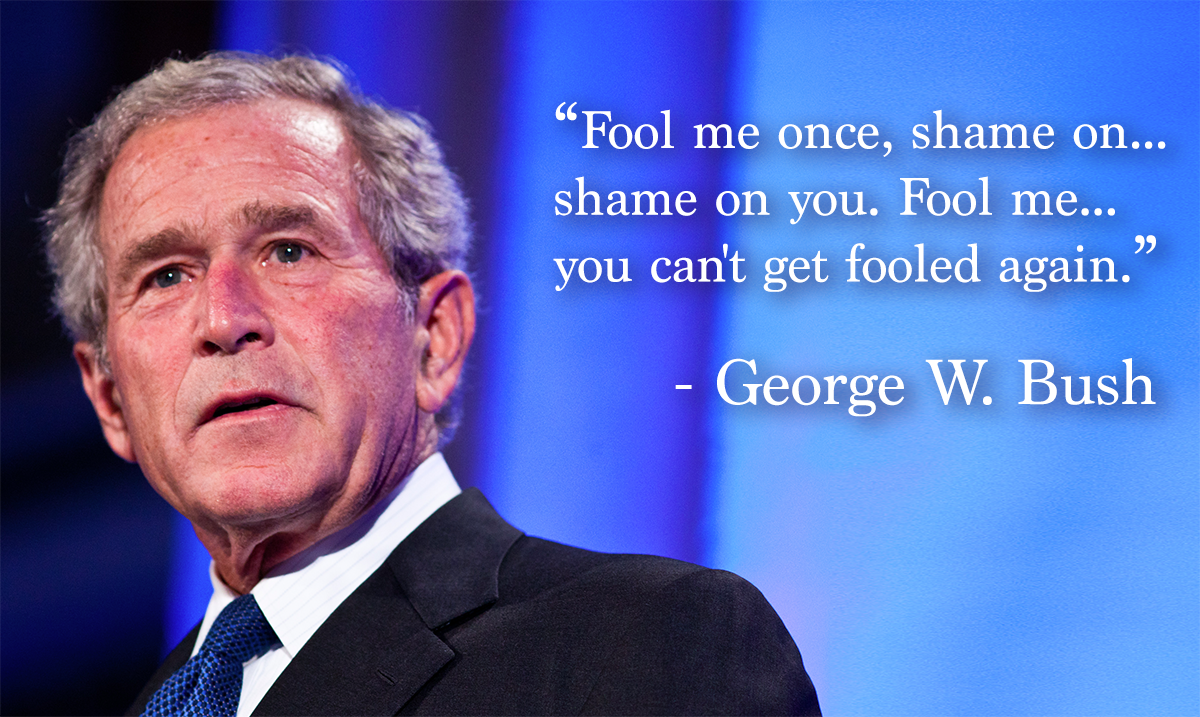 “Fool me once, shame on...
shame on you. Fool me...
you can't get fooled again.”
- George W. Bush